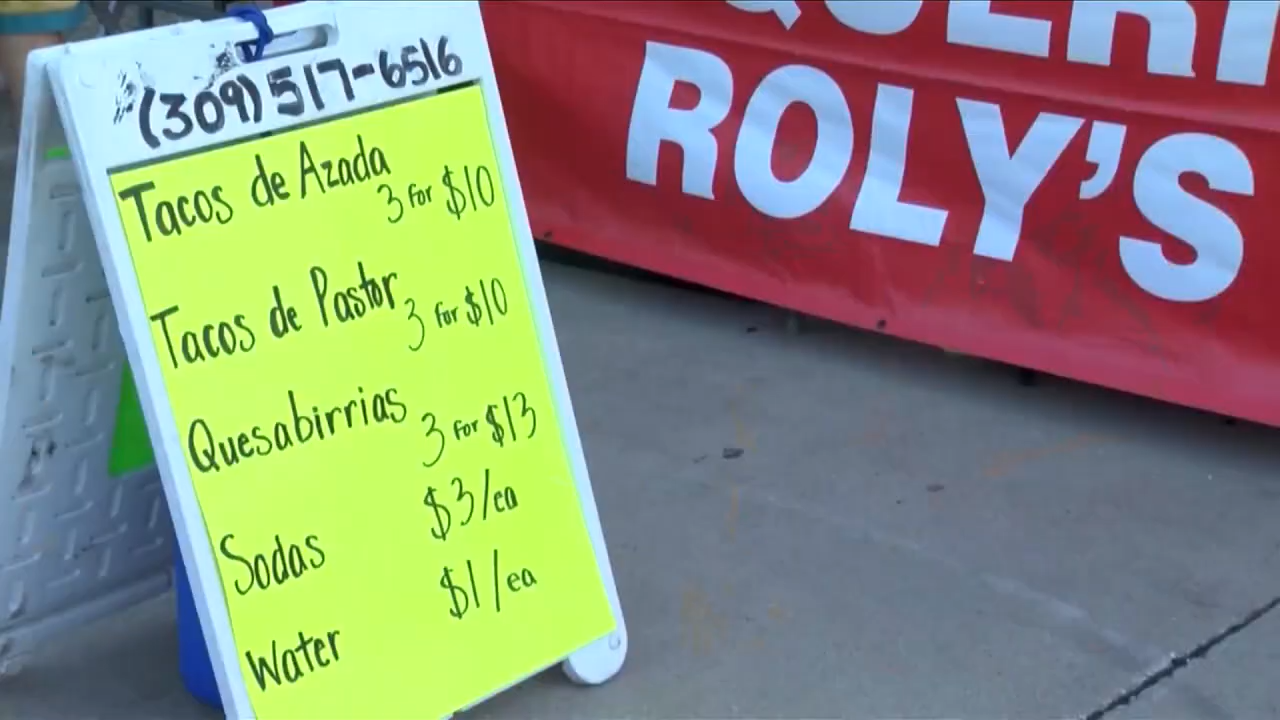 (309) 517-6516
Tacos de Azada
3 for $10
Tacos de Pastor
3 for $10
Quesabirrias
3 for $13
Sodas
$3/ea
Water
$1/ea
ROLY'S